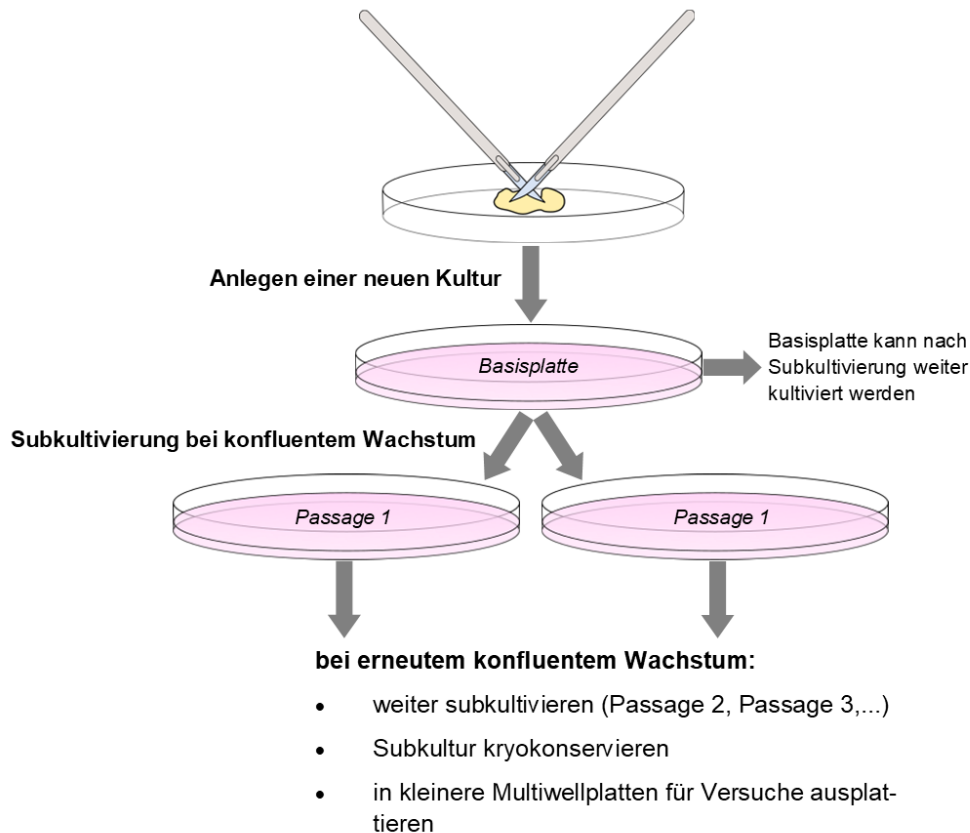 Anlegen einer neuen Kultur
Basisplatte
Basisplatte kann nach
Subkultivierung weiter
kultiviert werden
Subkultivierung bei konfluentem Wachstum
Passage 1
Passage 1
bei erneutem konfluentem Wachstum:
• weiter subkultivieren (Passage 2, Passage 3,...)
• Subkultur kryokonservieren
• in kleinere Multiwellplatten für Versuche ausplat-
tieren